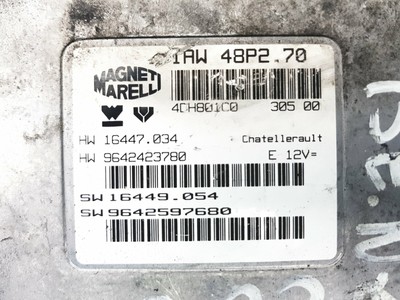 1AW 48P2.70
MAGNETI
MARELLI
4DH801C0 305 00
HW 16447.034 Chatellerault
HW 9642423780 E 12V=
SW 16449.054
SW 9642597680